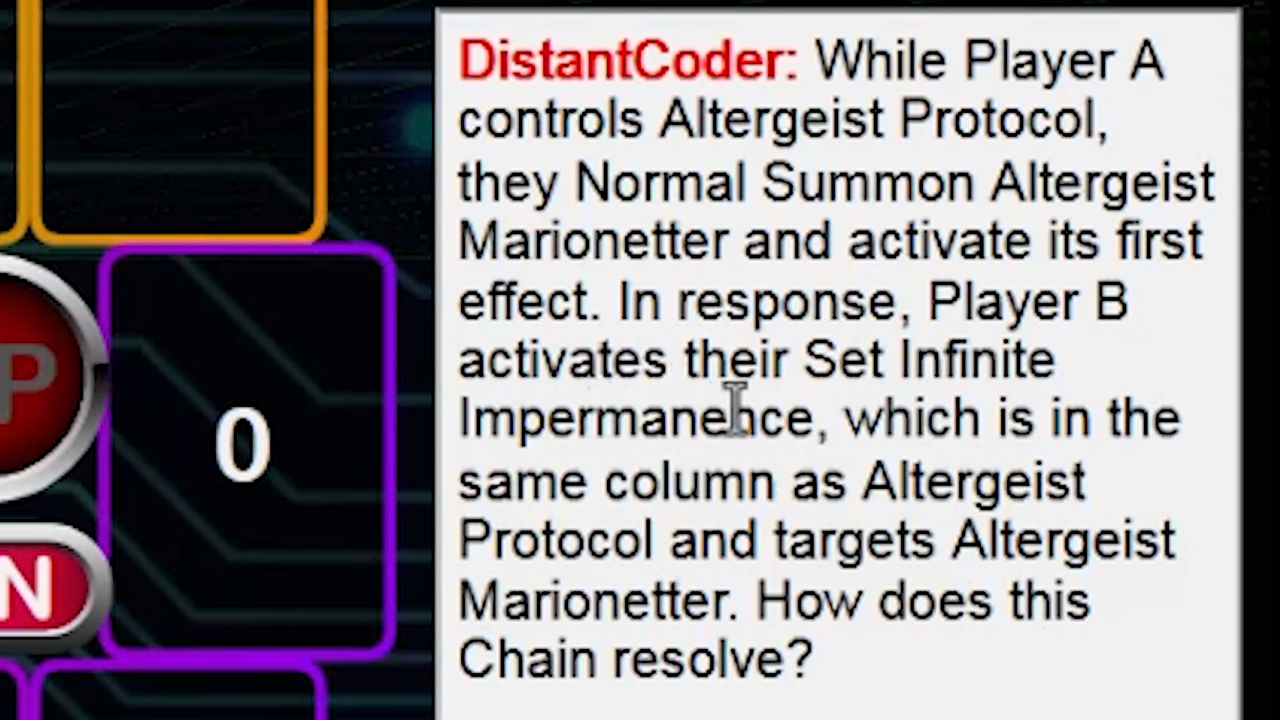 DistantCoder: While Player A
controls Altergeist Protocol,
they Normal Summon Altergeist
Marionetter and activate its first
effect. In response, Player B
activates their Set Infinite
Impermanence, which is in the
same column as Altergeist
Protocol and targets Altergeist
Marionetter. How does this
Chain resolve?
P
0
N